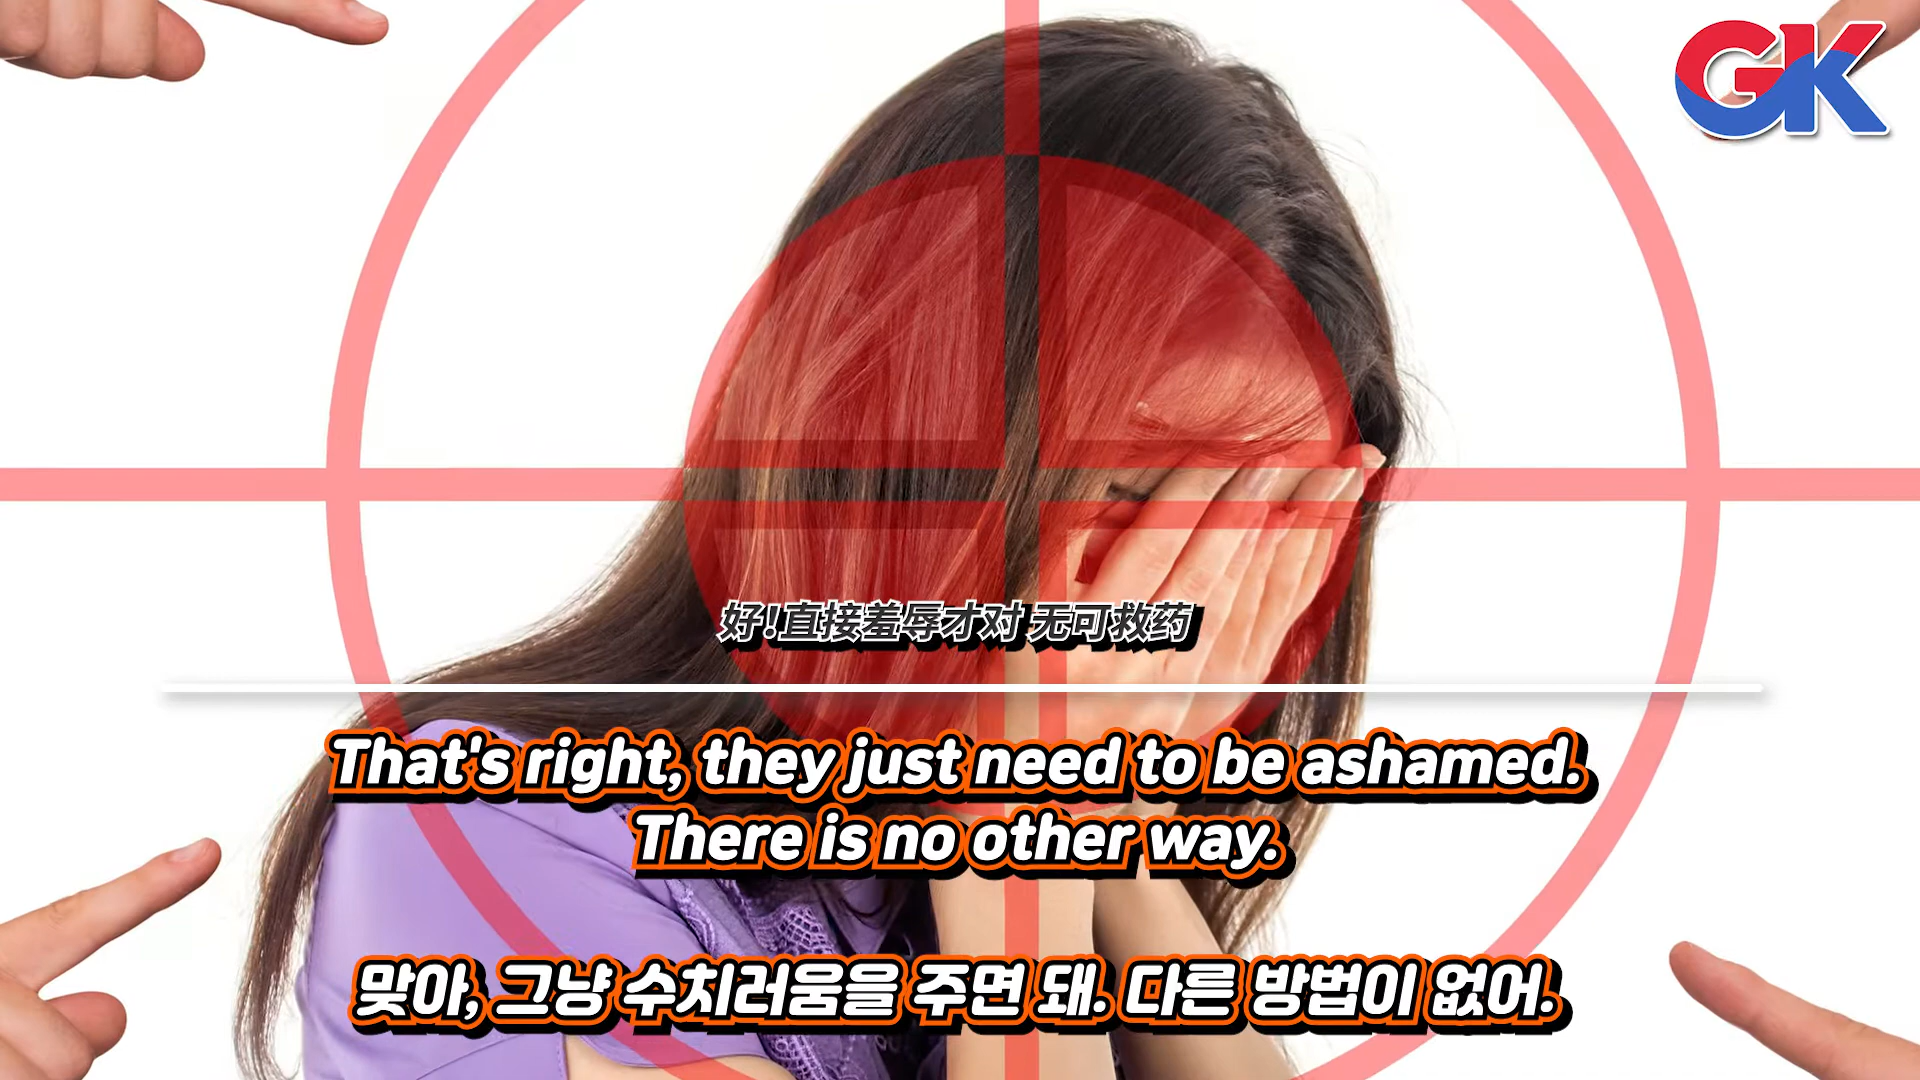 GK
好!直接羞辱才对 无可救药
That's right, they just need to be ashamed.
There is no other way.
맞아, 그냥 수치러움을 주면 돼. 다른 방법이 없어.